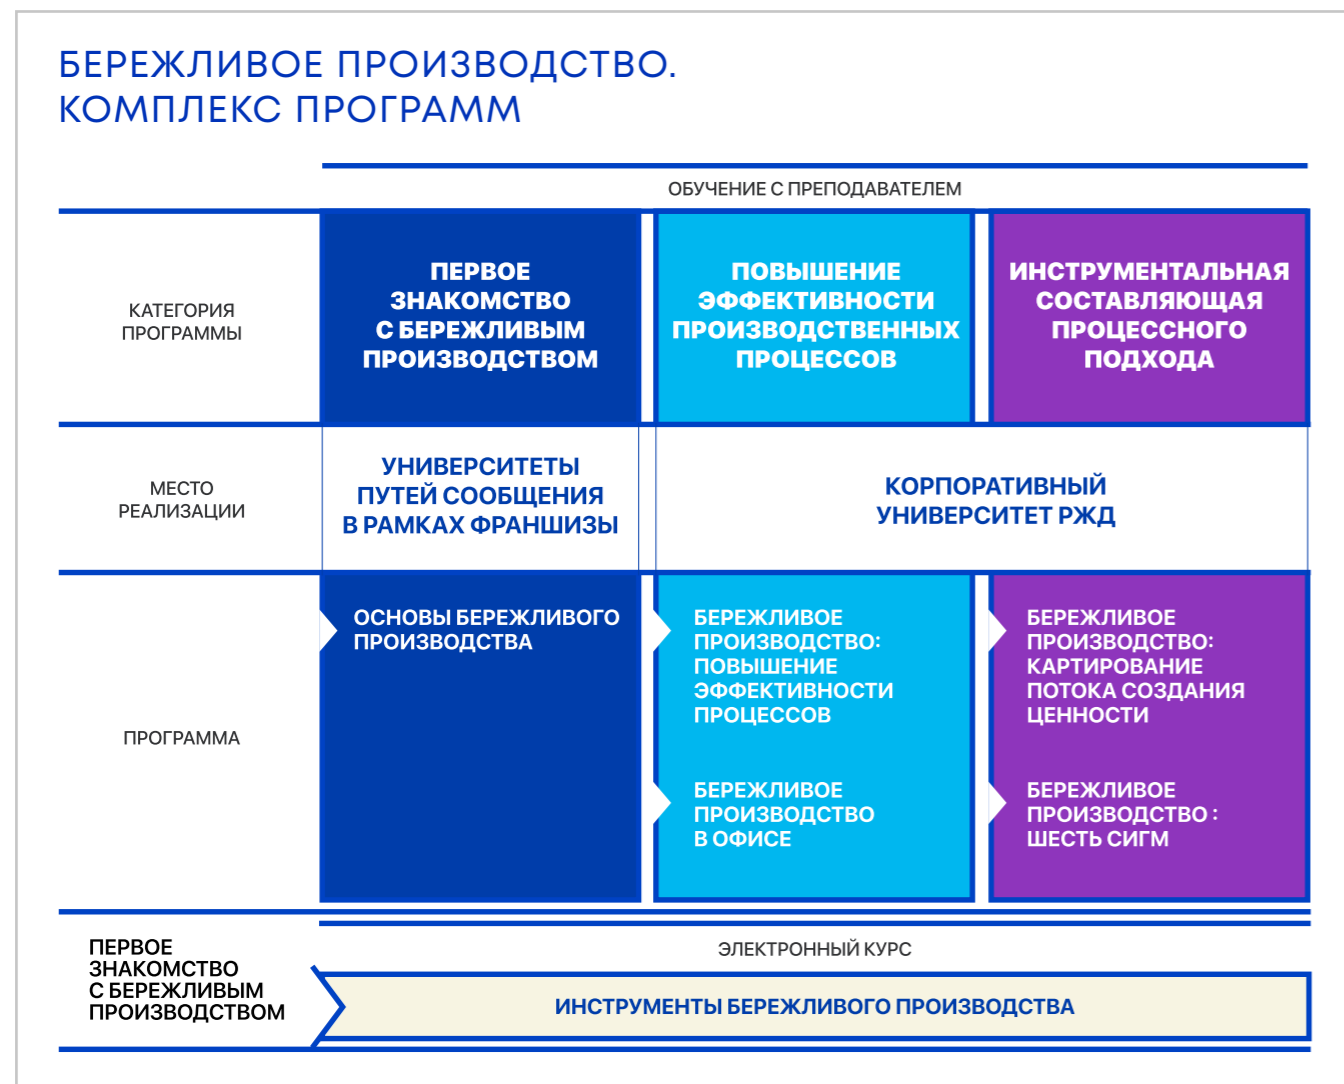 БЕРЕЖЛИВОЕ ПРОИЗВОДСТВО.
КОМПЛЕКС ПРОГРАММ
ОБУЧЕНИЕ С ПРЕПОДАВАТЕЛЕМ
КАТЕГОРИЯ
ПРОГРАММЫ
ПЕРВОЕ
ЗНАКОМСТВО
С БЕРЕЖЛИВЫМ
ПРОИЗВОДСТВОМ
ПОВЫШЕНИЕ
ЭФФЕКТИВНОСТИ
ПРОИЗВОДСТВЕННЫХ
ПРОЦЕССОВ
ИНСТРУМЕНТАЛЬНАЯ
СОСТАВЛЯЮЩАЯ
ПРОЦЕССНОГО
ПОДХОДА
МЕСТО
РЕАЛИЗАЦИИ
УНИВЕРСИТЕТЫ
ПУТЕЙ СООБЩЕНИЯ
В РАМКАХ ФРАНШИЗЫ
КОРПОРАТИВНЫЙ
УНИВЕРСИТЕТ РЖД
ПРОГРАММА
ОСНОВЫ БЕРЕЖЛИВОГО
ПРОИЗВОДСТВА
БЕРЕЖЛИВОЕ
ПРОИЗВОДСТВО:
ПОВЫШЕНИЕ
ЭФФЕКТИВНОСТИ
ПРОЦЕССОВ
БЕРЕЖЛИВОЕ
ПРОИЗВОДСТВО
В ОФИСЕ
БЕРЕЖЛИВОЕ
ПРОИЗВОДСТВО:
КАРТИРОВАНИЕ
ПОТОКА СОЗДАНИЯ
ЦЕННОСТИ
БЕРЕЖЛИВОЕ
ПРОИЗВОДСТВО :
ШЕСТЬ СИГМ
ПЕРВОЕ
ЗНАКОМСТВО
С БЕРЕЖЛИВЫМ
ПРОИЗВОДСТВОМ
ЭЛЕКТРОННЫЙ КУРС
ИНСТРУМЕНТЫ БЕРЕЖЛИВОГО ПРОИЗВОДСТВА